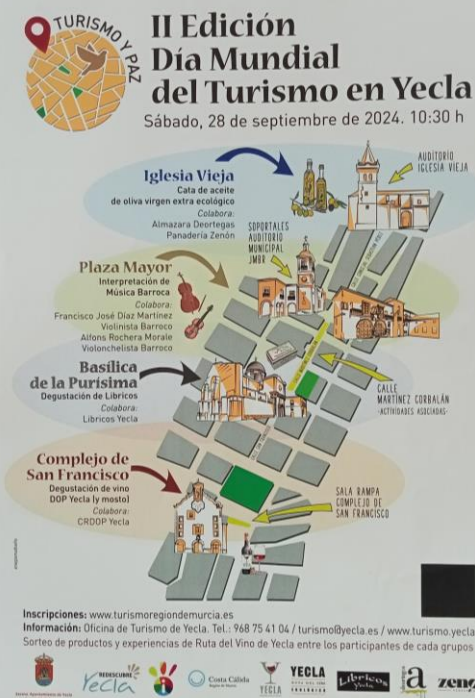 TURISMO Y PAZ
II Edición
Día Mundial
del Turismo en Yecla
Sábado, 28 de septiembre de 2024. 10:30 h
Iglesia Vieja
Cata de aceite
de oliva virgen extra ecológico
Colabora:
Almazara Deortegas
Panadería Zenón
AUDITORIO
IGLESIA VIEJA
SOPORTALES
AUDITORIO
MUNICIPAL
JMBR
Plaza Mayor
Interpretación de
Música Barroca
Colabora:
Francisco José Díaz Martínez
Violinista Barroco
Alfons Rochera Morale
Violonchelista Barroco
Basílica
de la Purísima
Degustación de Libricos
Colabora:
Libricos Yecla
CALLE
MARTÍNEZ CORBALÁN
-ACTIVIDADES ASOCIADAS-
Complejo de
San Francisco
Degustación de vino
DOP Yecla (y mosto)
Colabora:
CRDOP Yecla
SALA RAMPA
COMPLEJO DE
SAN FRANCISCO
Inscripciones: www.turismoregiondemurcia.es
Información: Oficina de Turismo de Yecla. Tel.: 968 75 41 04 / turismo@yecla.es / www.turismo.yecla
Sorteo de productos y experiencias de Ruta del Vino de Yecla entre los participantes de cada grupo
REDESCUBRE
Yecla
Costa Cálida
YECLA
YECLA
Libricos
Yecla
a